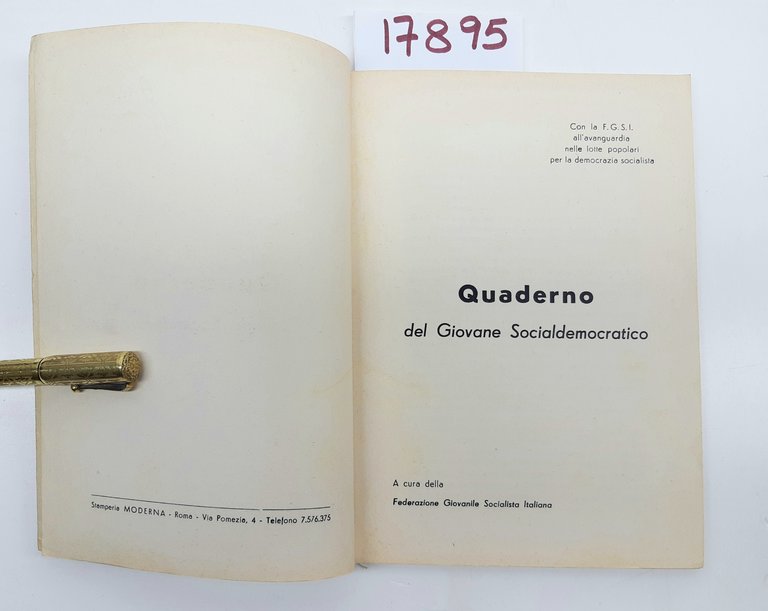 17895
Stamperia MODERNA - Roma - Via Pomezia, 4 - Telefono 7.576.375
Con la F.G.S.I.
all'avanguardia
nelle lotte popolari
per la democrazia socialista
Quaderno
del Giovane Socialdemocratico
A cura della
Federazione Giovanile Socialista Italiana